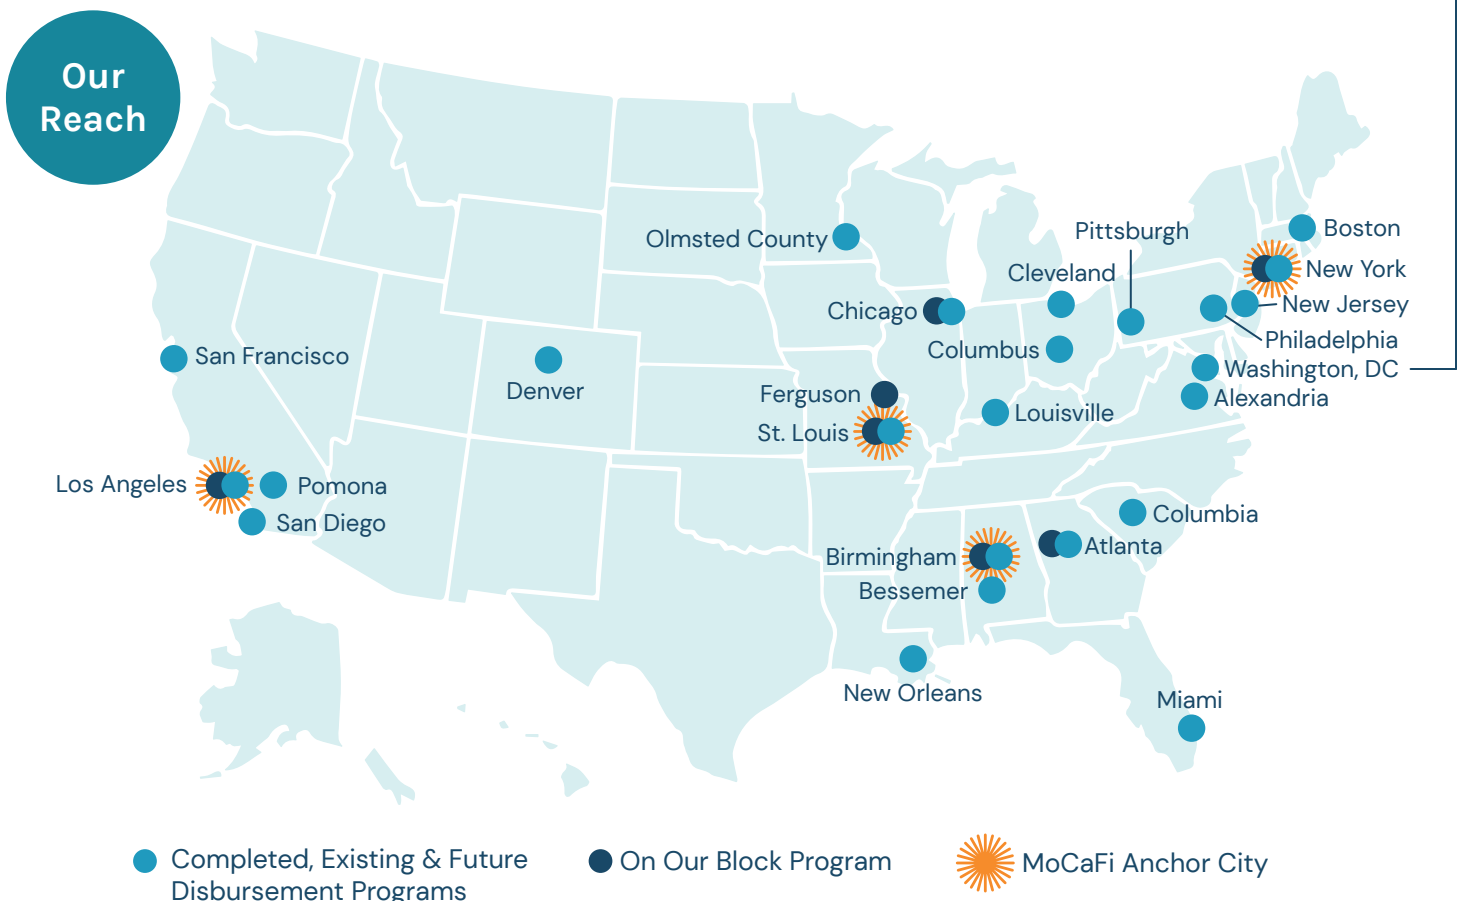 Our
Reach
Olmsted County
Pittsburgh
Boston
Cleveland
New York
Chicago
New Jersey
Columbus
Philadelphia
San Francisco
Washington, DC
Denver
Ferguson
Alexandria
Louisville
St. Louis
Los Angeles
Pomona
San Diego
Columbia
Atlanta
Birmingham
Bessemer
New Orleans
Miami
Completed, Existing & Future
Disbursement Programs
On Our Block Program
MoCaFi Anchor City